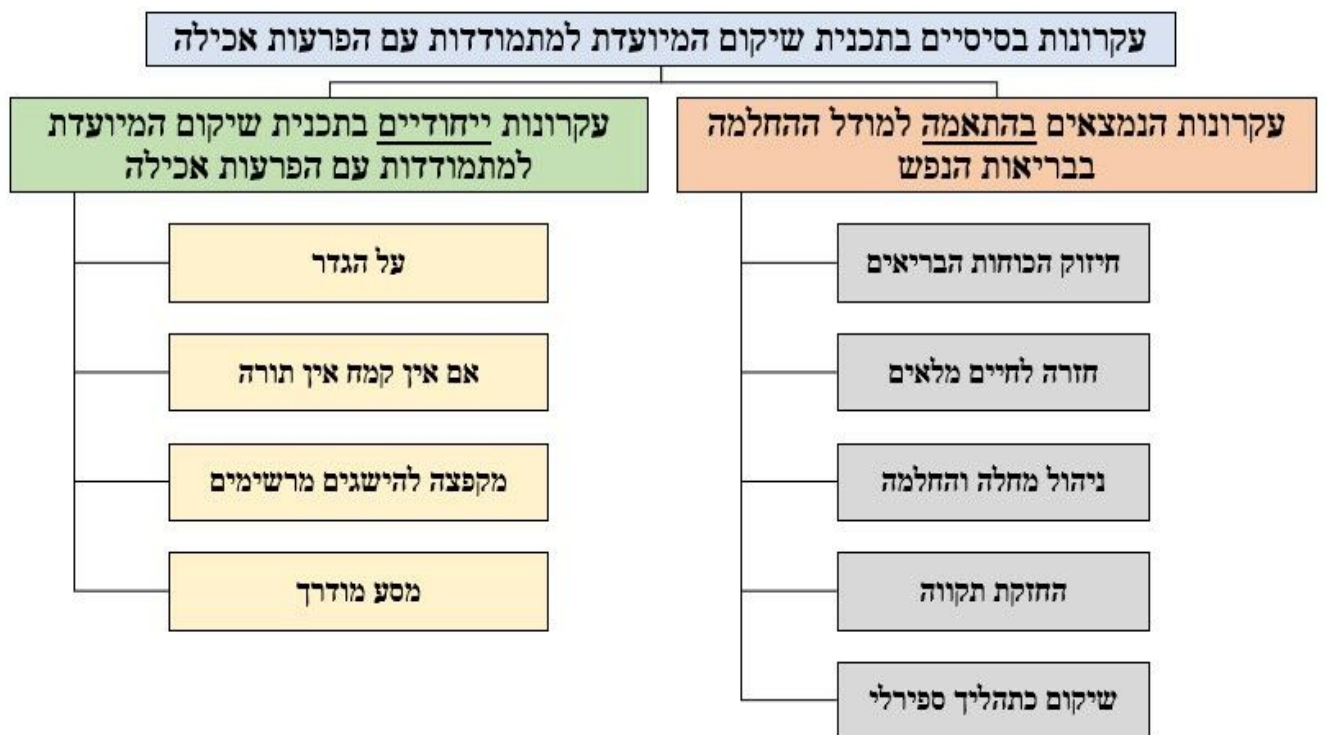 עקרונות בסיסיים בתכנית שיקום המיועדת למתמודדות עם הפרעות אכילה
עקרונות הנמצאים בהתאמה למודל ההחלמה
בבריאות הנפש
חיזוק הכוחות הבריאים
חזרה לחיים מלאים
ניהול מחלה והחלמה
החזקת תקווה
שיקום כתהליך ספירלי
עקרונות ייחודיים בתכנית שיקום המיועדת
למתמודדות עם הפרעות אכילה
על הגדר
אם אין קמח אין תורה
מקפצה להישגים מרשימים
מסע מודרך